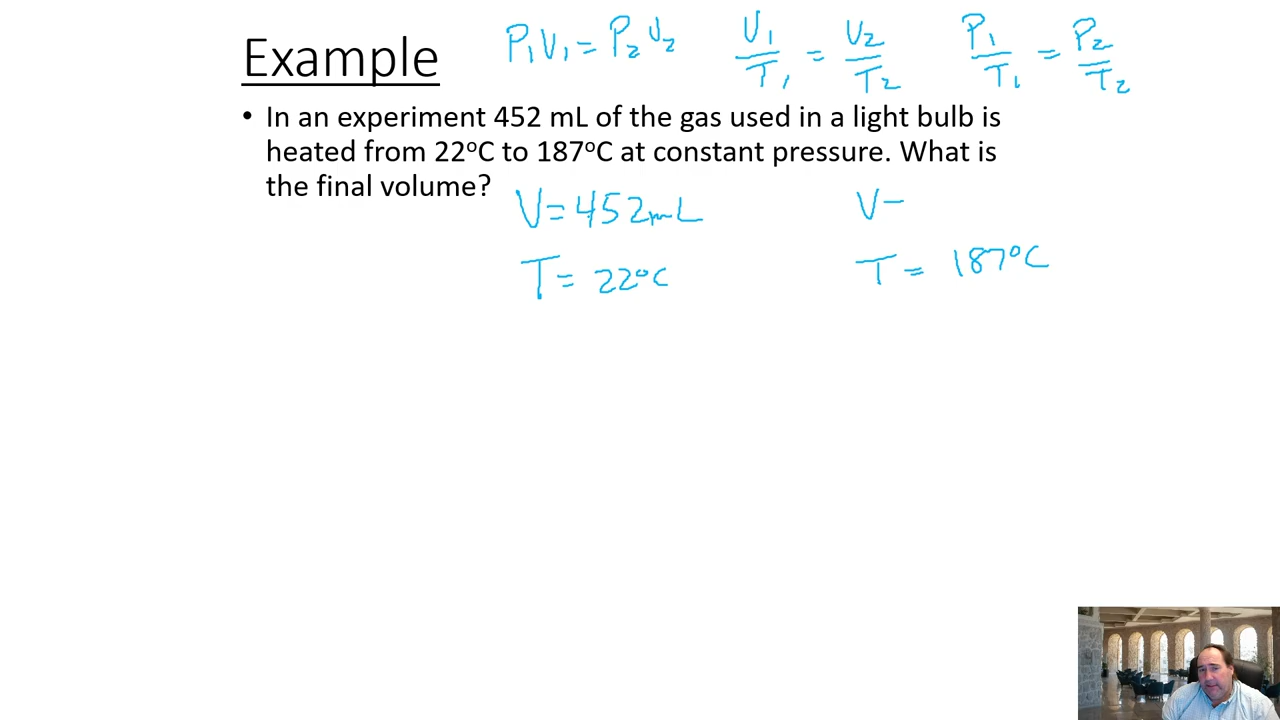 Example
P₁V₁ = P₂V₂
V₁/T₁ = V₂/T₂
P₁/T₁ = P₂/T₂
• In an experiment 452 mL of the gas used in a light bulb is
heated from 22ºC to 187ºC at constant pressure. What is
the final volume?
V = 452 mL
V =
T = 22°C
T = 187°C